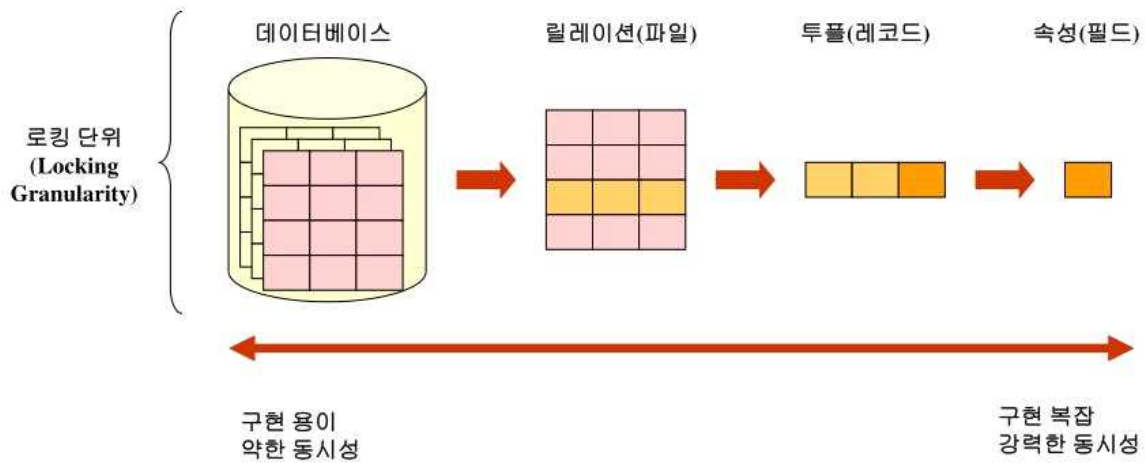 데이터베이스
릴레이션(파일)
투플(레코드)
속성(필드)
로킹 단위
(Locking
Granularity)
구현 용이
약한 동시성
구현 복잡
강력한 동시성